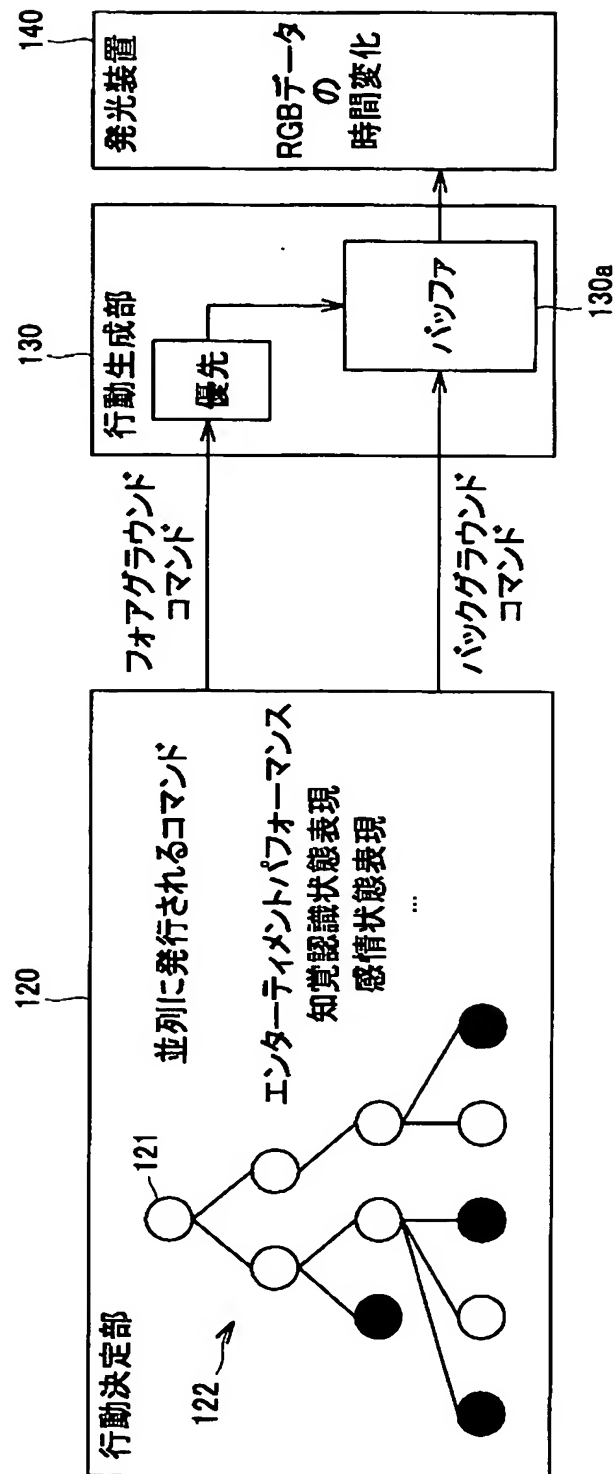 120
行動決定部
121
122
並列に発行されるコマンド
エンターティメントパフォーマンス
知覚認識状態表現
感情状態表現
...
フォアグラウンド
コマンド
バックグラウンド
コマンド
130
行動生成部
優先
バッファ
130a
140
発光装置
RGBデータ
の
時間変化